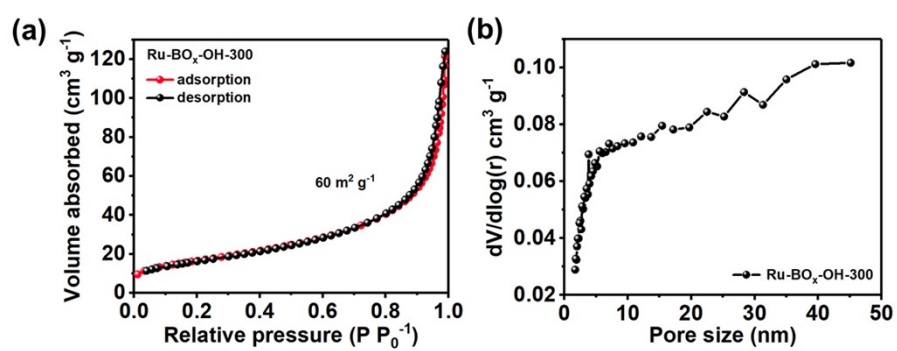 (a)
Volume absorbed (cm³ g⁻¹)
120
100
80
60
40
20
0
Ru-BOₓ-OH-300
adsorption
desorption
60 m² g⁻¹
0.0 0.2 0.4 0.6 0.8 1.0
Relative pressure (P P₀⁻¹)
(b)
dV/dlog(r) cm³ g⁻¹
0.10
0.08
0.06
0.04
0.02
Ru-BOₓ-OH-300
0 10 20 30 40 50
Pore size (nm)